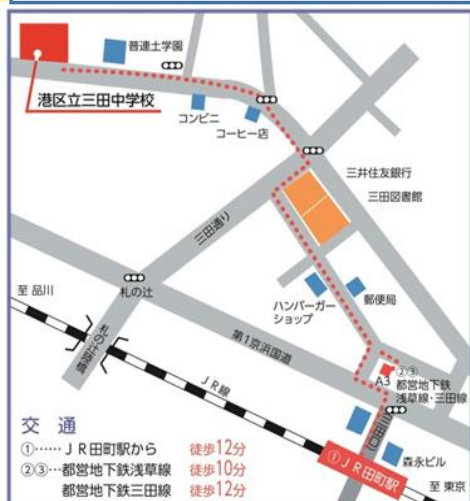 普連土学園
港区立三田中学校
コンビニ
コーヒー店
三井住友銀行
三田図書館
三田通り
至 品川
札の辻
ハンバーガー
ショップ
郵便局
札の辻陸橋
第1京浜国道
JR線
A3
②③
都営地下鉄
浅草線・三田線
三田口
①JR田町駅
森永ビル
至 東京
交 通
①……JR田町駅から 徒歩12分
②③…都営地下鉄浅草線 徒歩10分
都営地下鉄三田線 徒歩12分